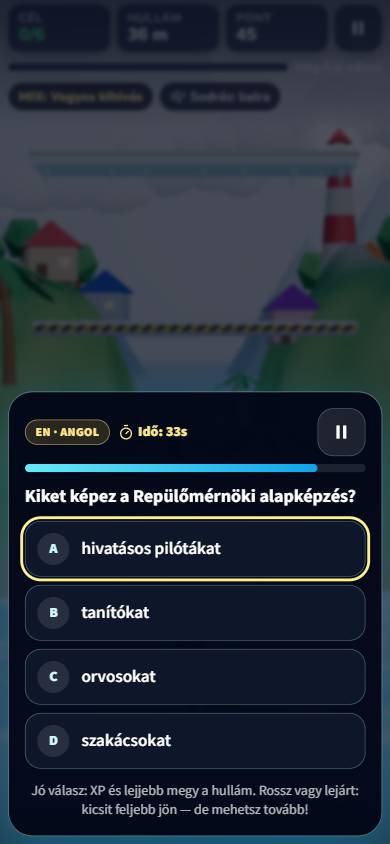 CÉL
0/6
HULLÁM
36 m
PONT
45
MIX: Vegyes kihívás
Sodrás balra
EN · ANGOL
Idő: 33s
Kiket képez a Repülőmérnöki alapképzés?
A hivatásos pilótákat
B tanítókat
C orvosokat
D szakácsokat
Jó válasz: XP és lejjebb megy a hullám. Rossz vagy lejárt:
kicsit feljebb jön — de mehetsz tovább!